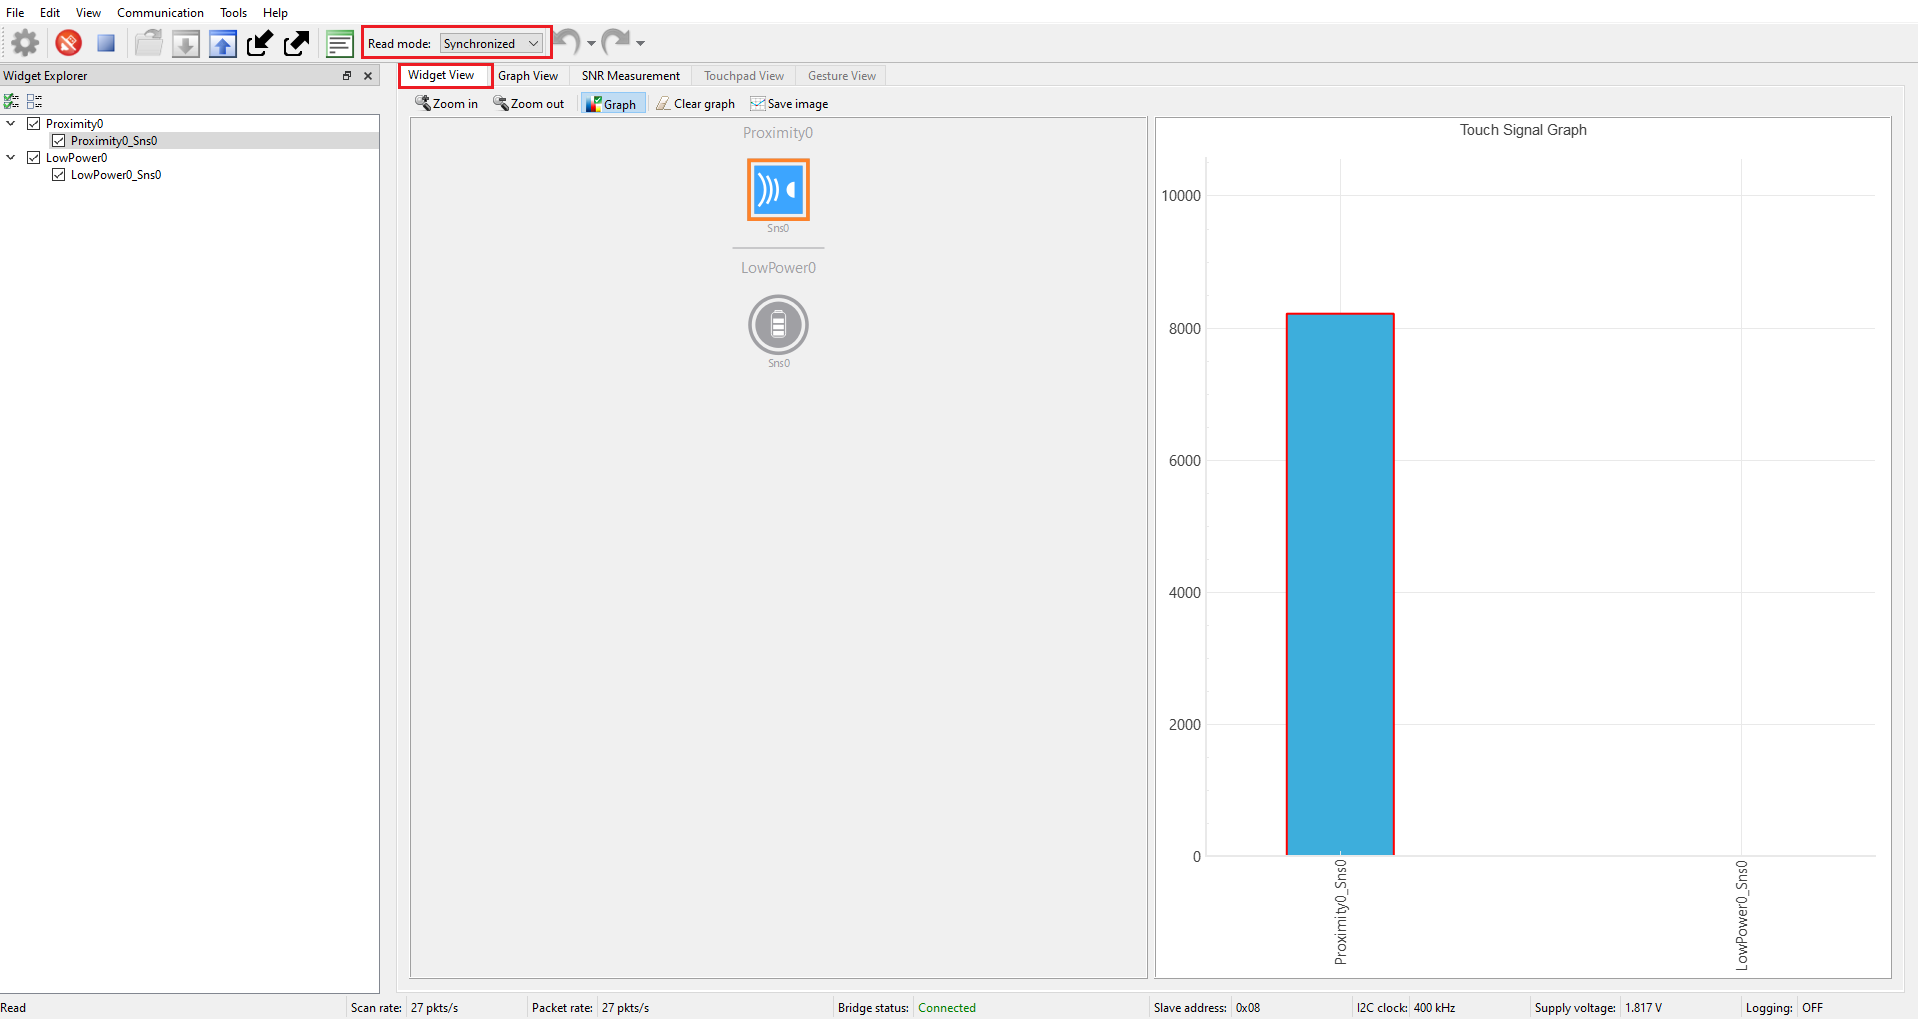 File Edit View Communication Tools Help
Read mode: Synchronized
Widget Explorer
Widget View Graph View SNR Measurement Touchpad View Gesture View
Zoom in Zoom out Graph Clear graph Save image
Proximity0
Proximity0_Sns0
LowPower0
LowPower0_Sns0
Proximity0
Sns0
LowPower0
Sns0
Touch Signal Graph
10000
8000
6000
4000
2000
0
Proximity0_Sns0
LowPower0_Sns0
Read Scan rate: 27 pkts/s Packet rate: 27 pkts/s Bridge status: Connected Slave address: 0x08 I2C clock: 400 kHz Supply voltage: 1.817 V Logging: OFF